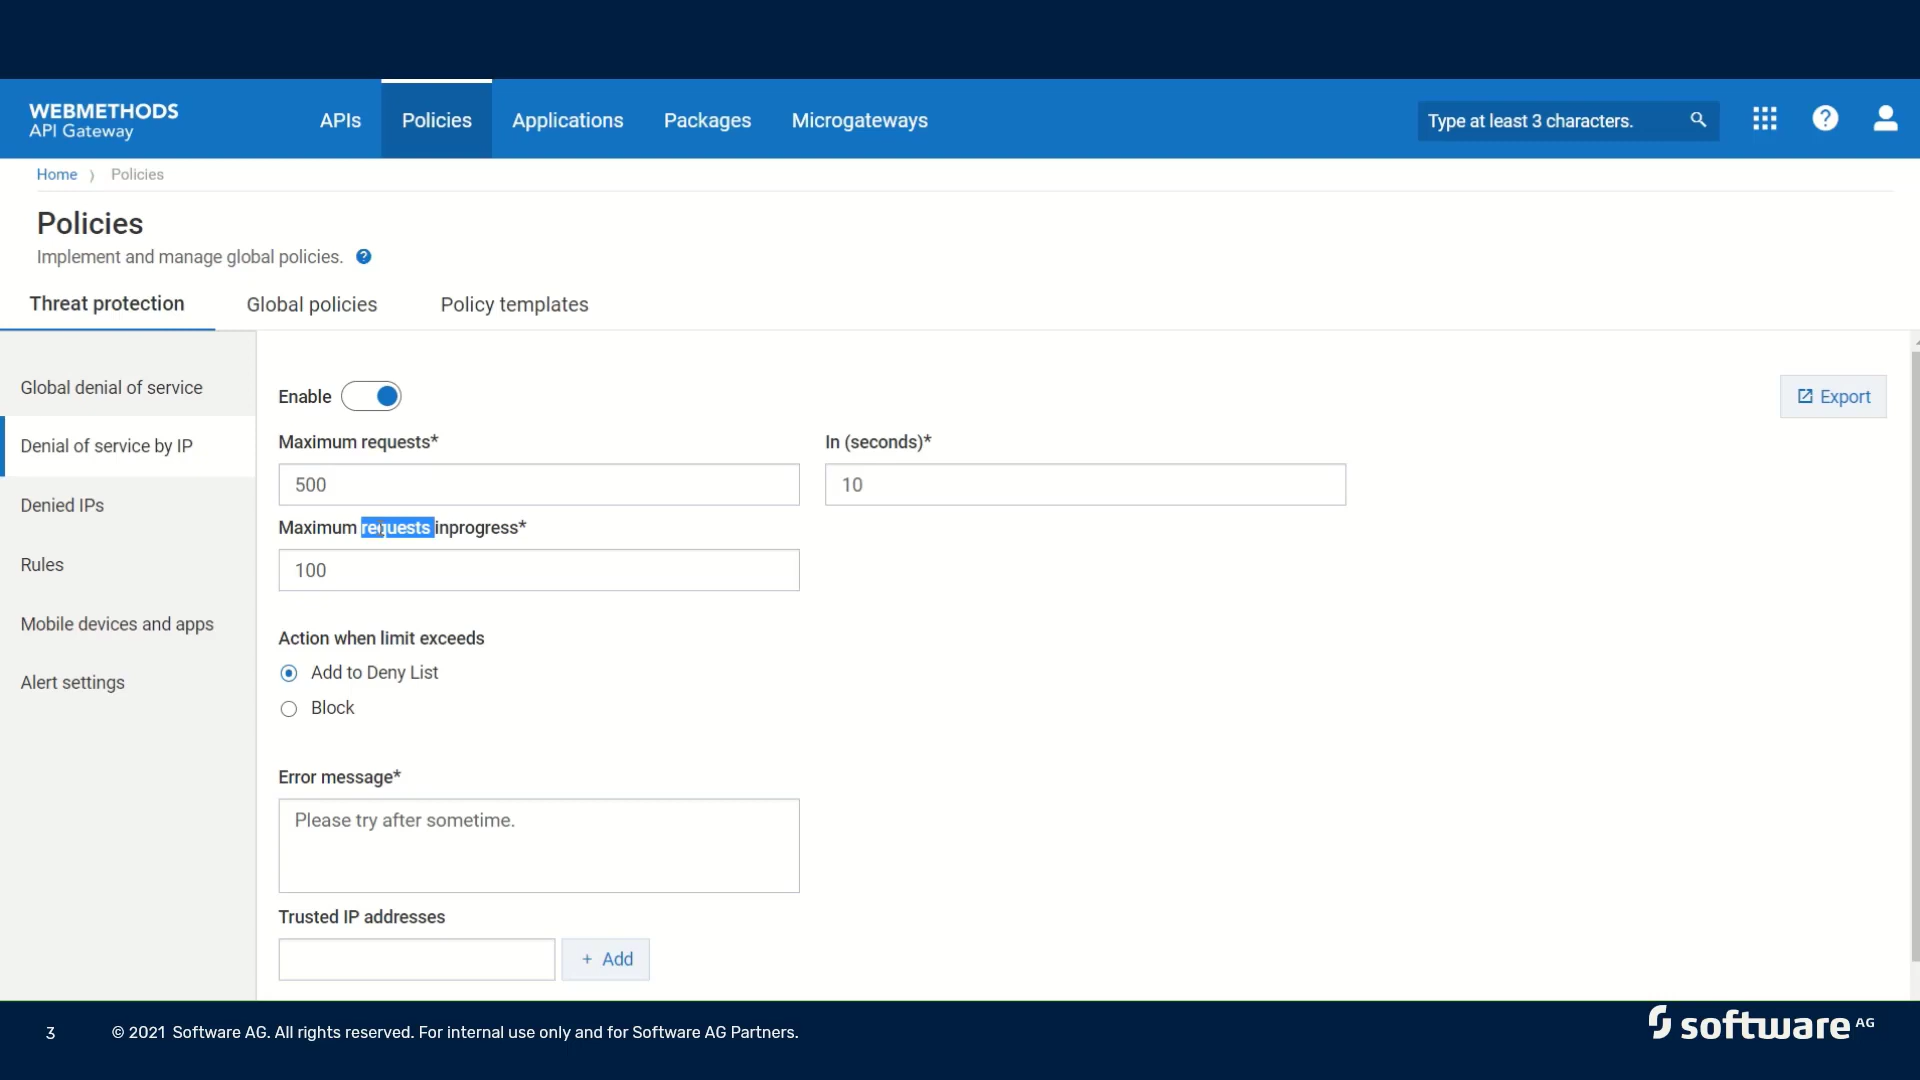 WEBMETHODS
API Gateway
APIs
Policies
Applications
Packages
Microgateways
Type at least 3 characters.
?
Home ) Policies
Policies
Implement and manage global policies. ?
Threat protection
Global policies
Policy templates
Global denial of service
Denial of service by IP
Denied IPs
Rules
Mobile devices and apps
Alert settings
Enable
Export
Maximum requests*
In (seconds)*
500
10
Maximum requests inprogress*
100
Action when limit exceeds
Add to Deny List
Block
Error message*
Please try after sometime.
Trusted IP addresses
+ Add
3
© 2021 Software AG. All rights reserved. For internal use only and for Software AG Partners.
software AG